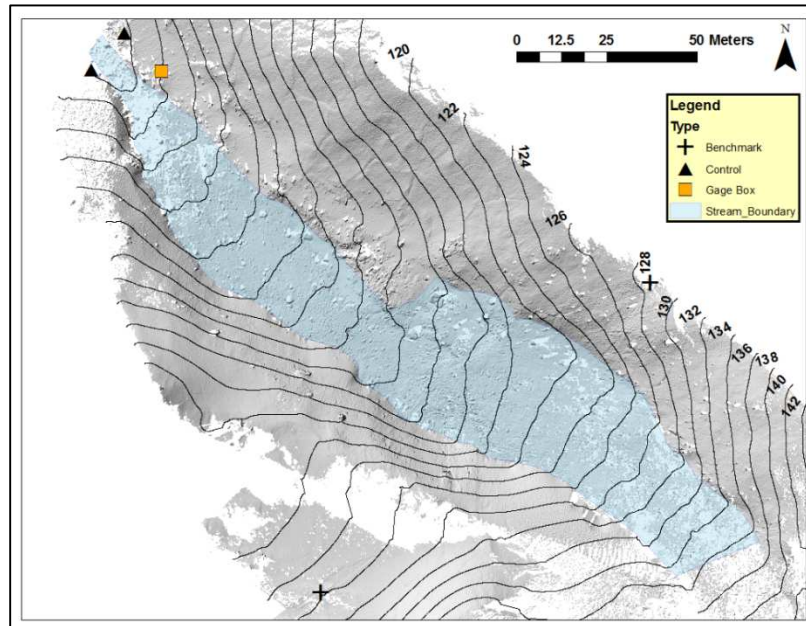 N
0 12.5 25 50 Meters
Legend
Type
Benchmark
Control
Gage Box
Stream_Boundary
120
122
124
126
128
130
132
134
136
138
140
142